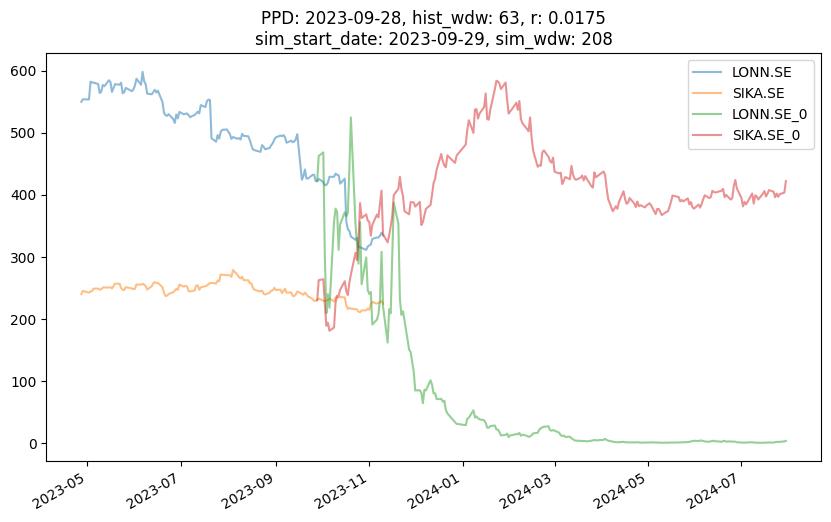 PPD: 2023-09-28, hist_wdw: 63, r: 0.0175
sim_start_date: 2023-09-29, sim_wdw: 208
LONN.SE
SIKA.SE
LONN.SE_0
SIKA.SE_0
600
500
400
300
200
100
0
2023-05
2023-07
2023-09
2023-11
2024-01
2024-03
2024-05
2024-07